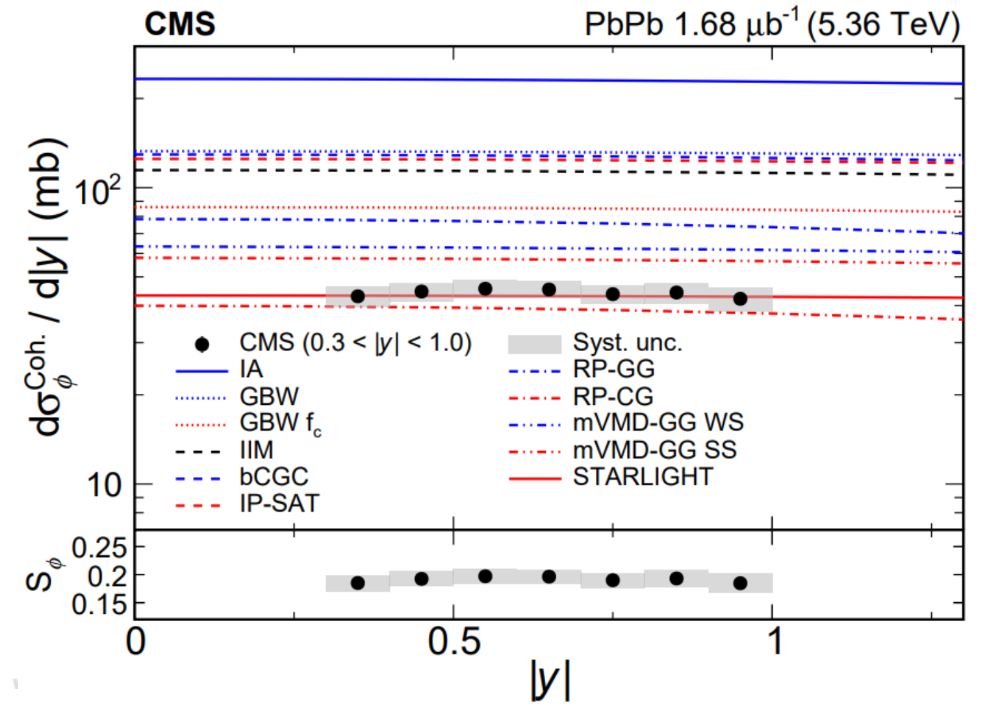 CMS PbPb 1.68 μb⁻¹ (5.36 TeV)
dσ_ϕ^Coh. / d|y| (mb)
10²
10
CMS (0.3 < |y| < 1.0)
IA
GBW
GBW f_c
IIM
bCGC
IP-SAT
Syst. unc.
RP-GG
RP-CG
mVMD-GG WS
mVMD-GG SS
STARLIGHT
S_ϕ
0.25
0.2
0.15
0 0.5 1
|y|